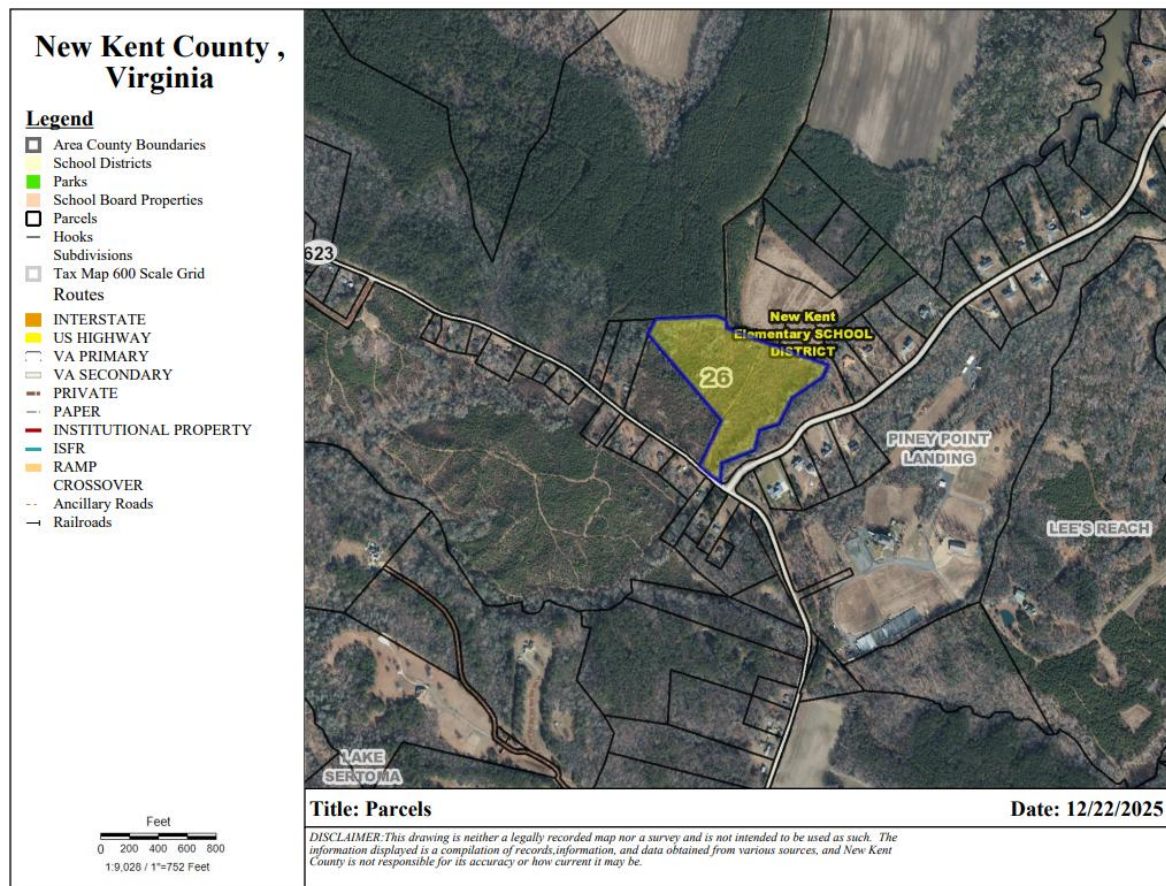 New Kent County ,
Virginia
Legend
Area County Boundaries
School Districts
Parks
School Board Properties
Parcels
Hooks
Subdivisions
Tax Map 600 Scale Grid
Routes
INTERSTATE
US HIGHWAY
VA PRIMARY
VA SECONDARY
PRIVATE
PAPER
INSTITUTIONAL PROPERTY
ISFR
RAMP
CROSSOVER
Ancillary Roads
Railroads
Feet
0 200 400 600 800
1:9,028 / 1"=752 Feet
623
New Kent
Elementary SCHOOL
DISTRICT
26
PINEY POINT
LANDING
LEE'S REACH
LAKE
SERTOMA
Title: Parcels
Date: 12/22/2025
DISCLAIMER:This drawing is neither a legally recorded map nor a survey and is not intended to be used as such. The
information displayed is a compilation of records,information, and data obtained from various sources, and New Kent
County is not responsible for its accuracy or how current it may be.